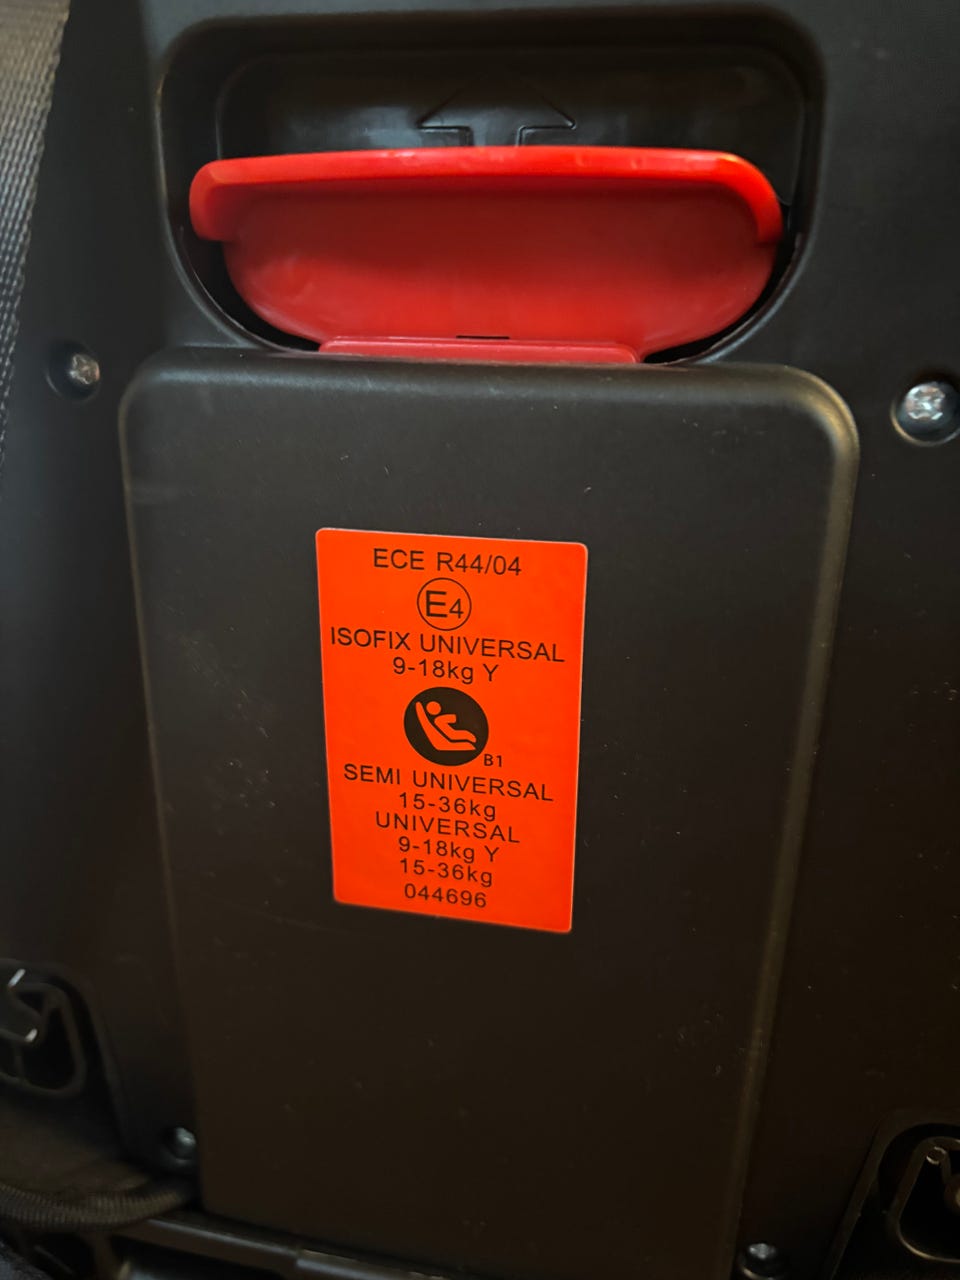 ECE R44/04
E4
ISOFIX UNIVERSAL
9-18kg Y
B1
SEMI UNIVERSAL
15-36kg
UNIVERSAL
9-18kg Y
15-36kg
044696